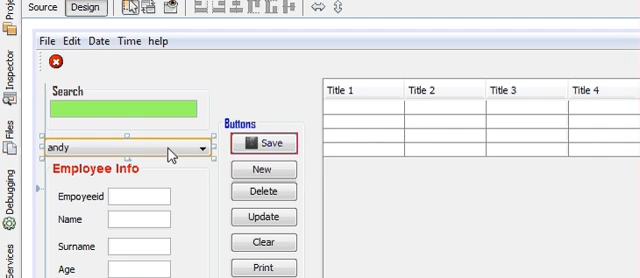 Source Design
File Edit Date Time help
Search
andy
Employee Info
Empoyeeid
Name
Surname
Age
Buttons
Save
New
Delete
Update
Clear
Print
Title 1 Title 2 Title 3 Title 4
Inspector
Files
Debugging
Services